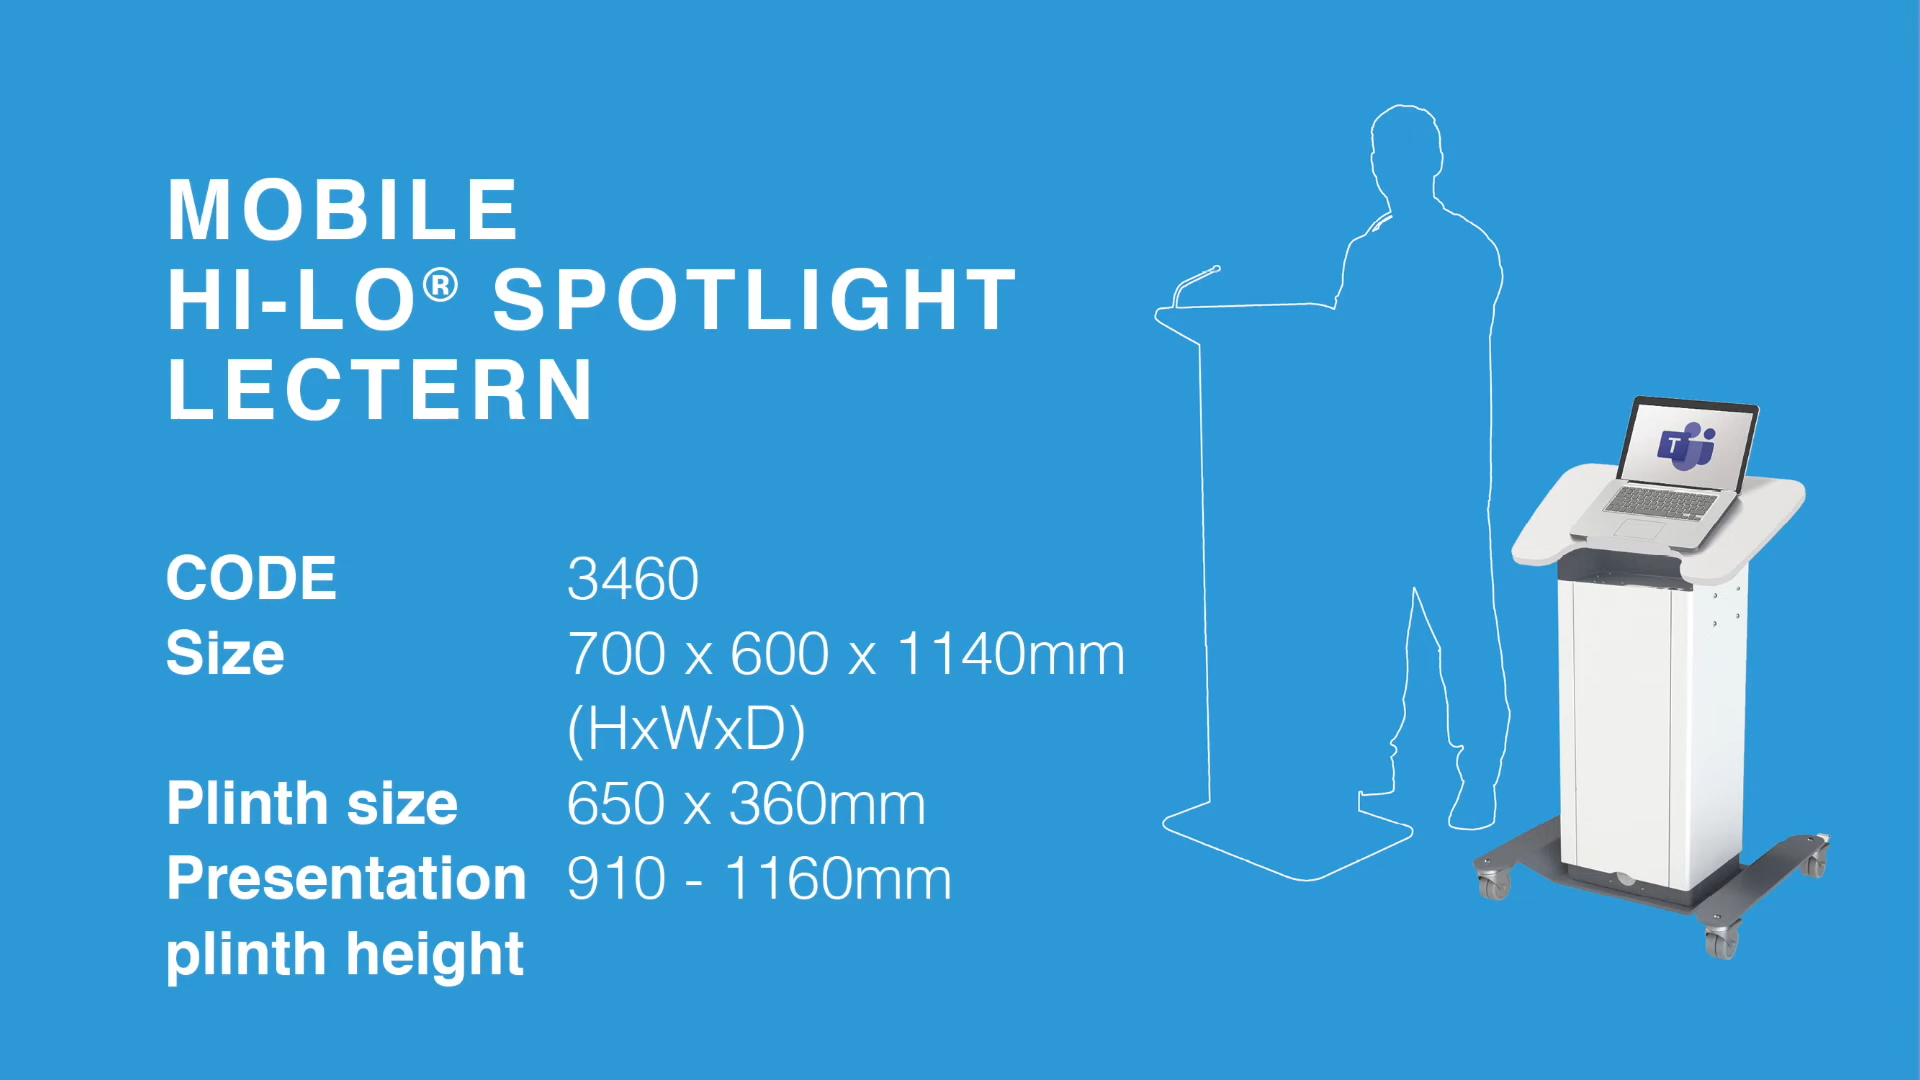 MOBILE
HI-LO® SPOTLIGHT
LECTERN
CODE 3460
Size 700 x 600 x 1140mm
(HxWxD)
Plinth size 650 x 360mm
Presentation 910 - 1160mm
plinth height
T